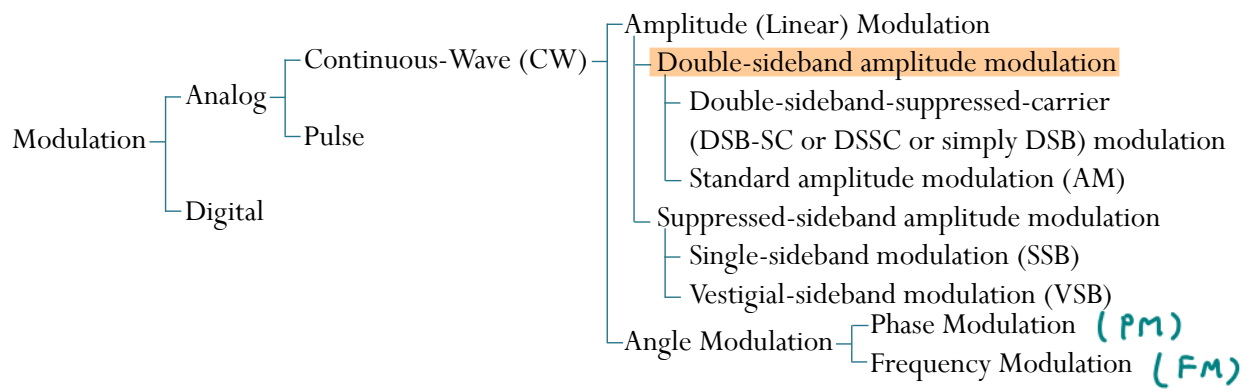 Modulation
Analog
Continuous-Wave (CW)
Amplitude (Linear) Modulation
Double-sideband amplitude modulation
Double-sideband-suppressed-carrier
(DSB-SC or DSSC or simply DSB) modulation
Standard amplitude modulation (AM)
Suppressed-sideband amplitude modulation
Single-sideband modulation (SSB)
Vestigial-sideband modulation (VSB)
Angle Modulation
Phase Modulation (PM)
Frequency Modulation (FM)
Pulse
Digital